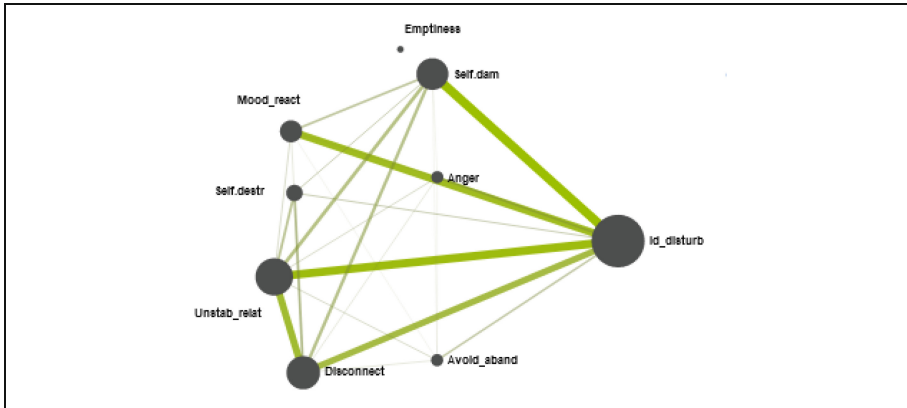 Emptiness
Self.dam
Mood_react
Anger
Self.destr
Id_disturb
Unstab_relat
Avoid_aband
Disconnect